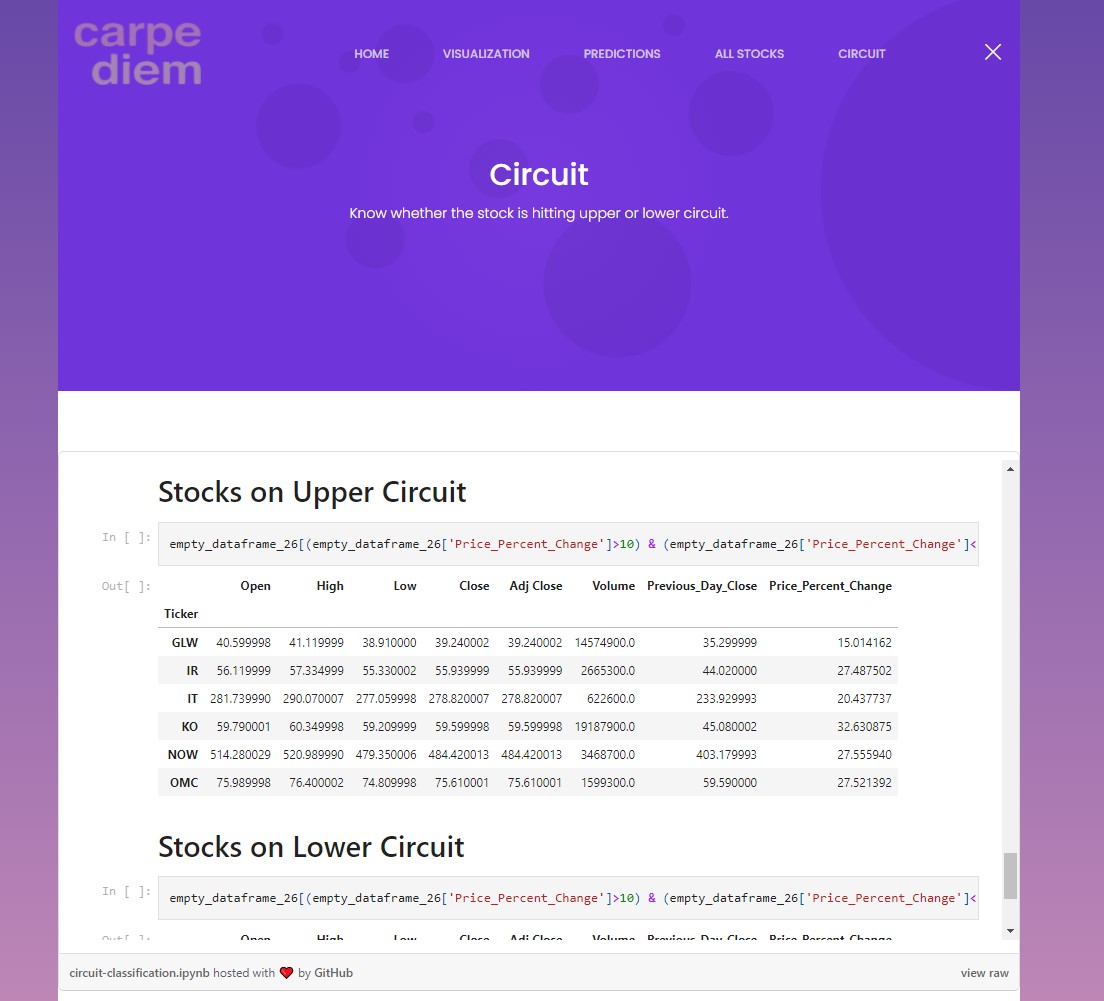 carpe
diem
HOME VISUALIZATION PREDICTIONS ALL STOCKS CIRCUIT
Circuit
Know whether the stock is hitting upper or lower circuit.
Stocks on Upper Circuit
In [ ]: empty_dataframe_26[(empty_dataframe_26['Price_Percent_Change']>10) & (empty_dataframe_26['Price_Percent_Change']<
Out[ ]: Open High Low Close Adj Close Volume Previous_Day_Close Price_Percent_Change
Ticker
GLW 40.599998 41.119999 38.910000 39.240002 39.240002 14574900.0 35.299999 15.014162
IR 56.119999 57.334999 55.330002 55.939999 55.939999 2665300.0 44.020000 27.487502
IT 281.739990 290.070007 277.059998 278.820007 278.820007 622600.0 233.929993 20.437737
KO 59.790001 60.349998 59.209999 59.599998 59.599998 19187900.0 45.080002 32.630875
NOW 514.280029 520.989990 479.350006 484.420013 484.420013 3468700.0 403.179993 27.555940
OMC 75.989998 76.400002 74.809998 75.610001 75.610001 1599300.0 59.590000 27.521392
Stocks on Lower Circuit
In [ ]: empty_dataframe_26[(empty_dataframe_26['Price_Percent_Change']>10) & (empty_dataframe_26['Price_Percent_Change']<
Out[ ]: Open High Low Close Adj Close Volume Previous_Day_Close Price_Percent_Change
circuit-classification.ipynb hosted with ❤ by GitHub view raw